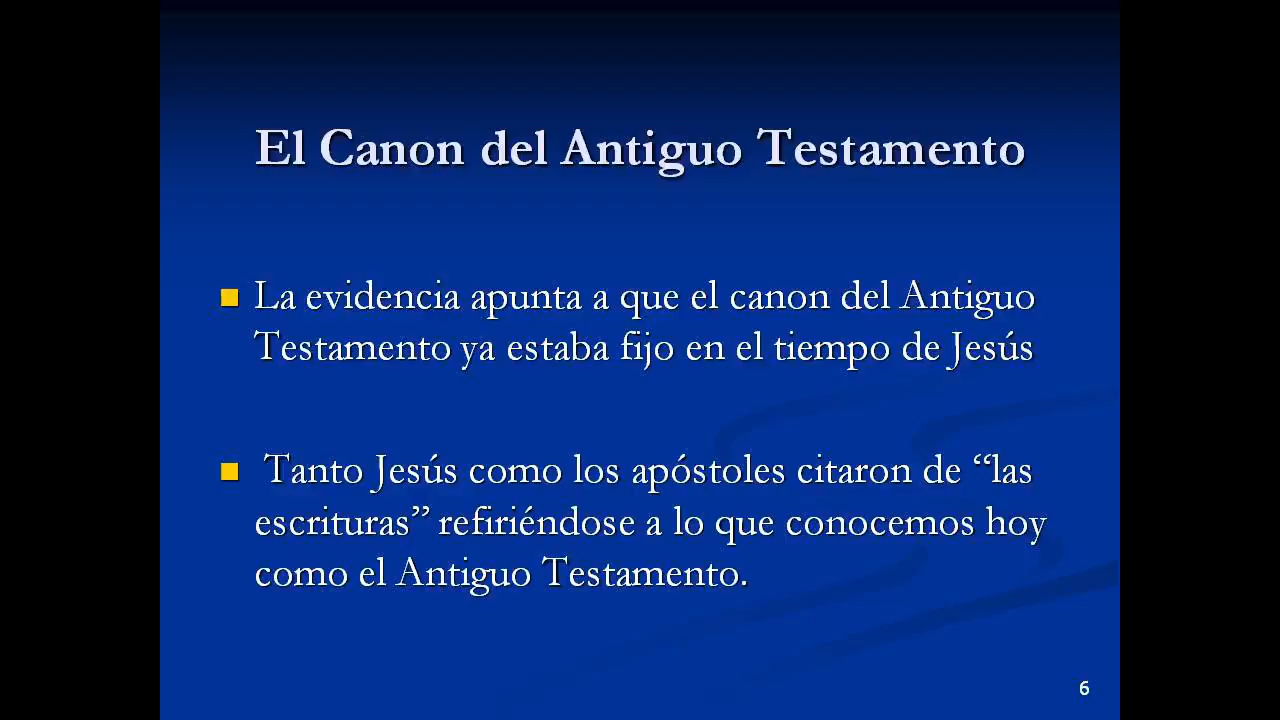 El Canon del Antiguo Testamento
La evidencia apunta a que el canon del Antiguo
Testamento ya estaba fijo en el tiempo de Jesús
Tanto Jesús como los apóstoles citaron de “las
escrituras” refiriéndose a lo que conocemos hoy
como el Antiguo Testamento.
6